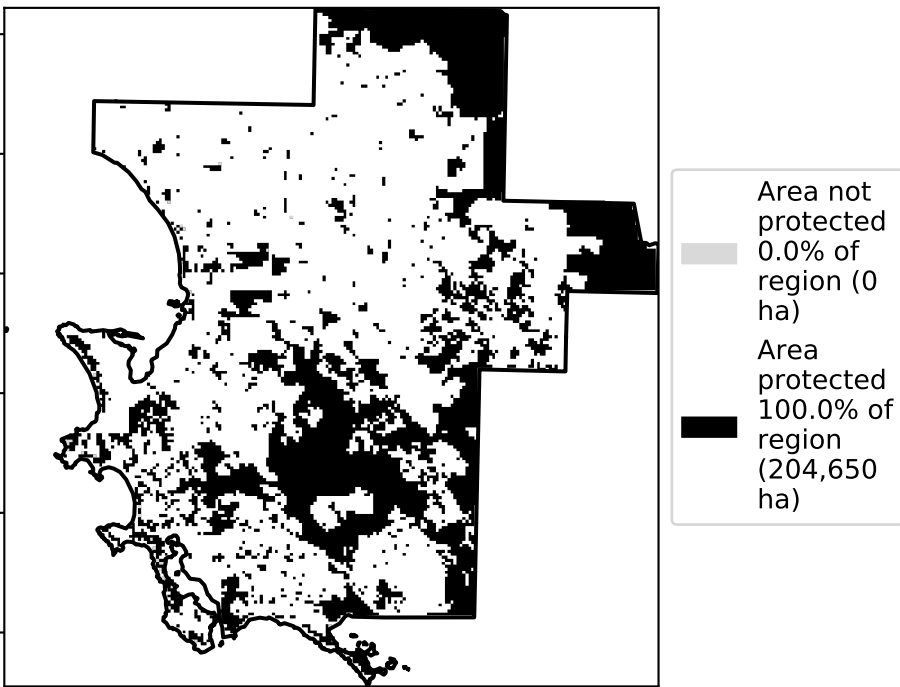 Area not
protected
0.0% of
region (0
ha)
Area
protected
100.0% of
region
(204,650
ha)